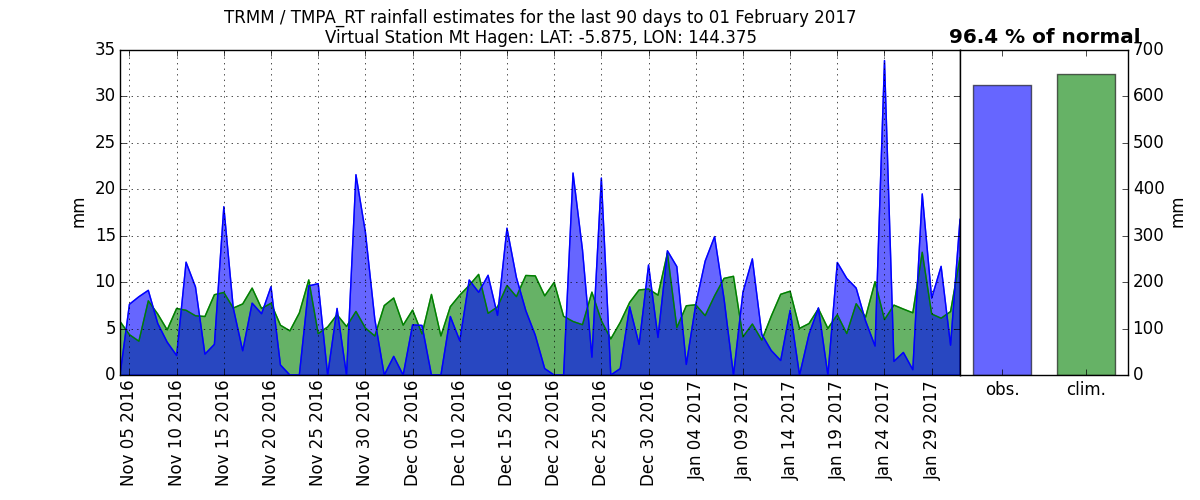 TRMM / TMPA_RT rainfall estimates for the last 90 days to 01 February 2017
Virtual Station Mt Hagen: LAT: -5.875, LON: 144.375
96.4 % of normal
35
30
25
20
15
10
5
0
mm
Nov 05 2016
Nov 10 2016
Nov 15 2016
Nov 20 2016
Nov 25 2016
Nov 30 2016
Dec 05 2016
Dec 10 2016
Dec 15 2016
Dec 20 2016
Dec 25 2016
Dec 30 2016
Jan 04 2017
Jan 09 2017
Jan 14 2017
Jan 19 2017
Jan 24 2017
Jan 29 2017
obs.
clim.
700
600
500
400
300
200
100
0
mm